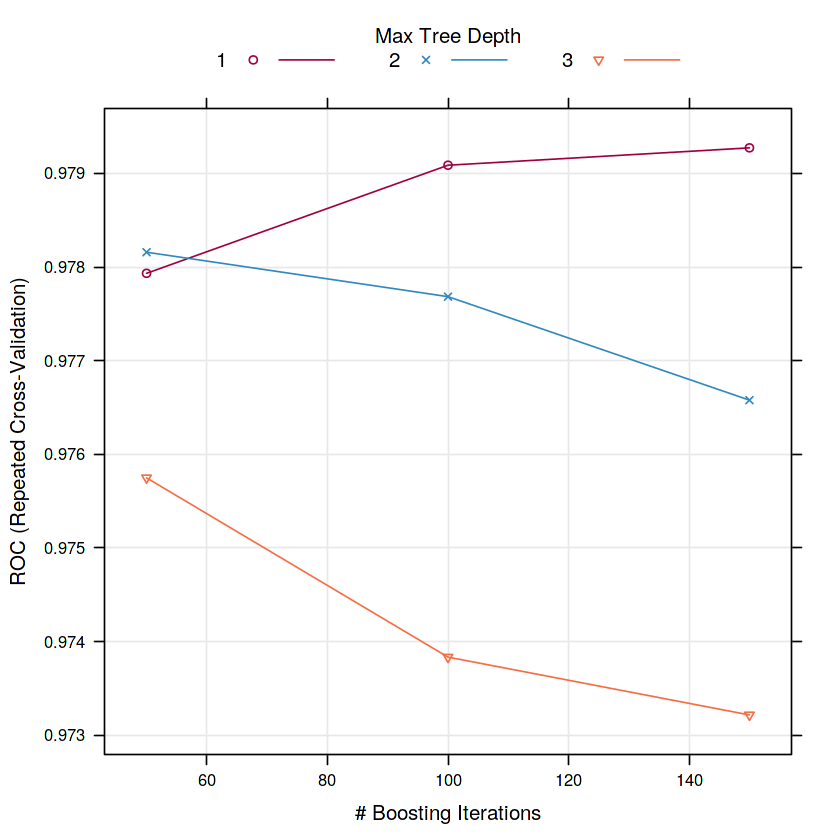 Max Tree Depth
1 2 3
0.979
0.978
0.977
0.976
0.975
0.974
0.973
ROC (Repeated Cross-Validation)
60 80 100 120 140
# Boosting Iterations